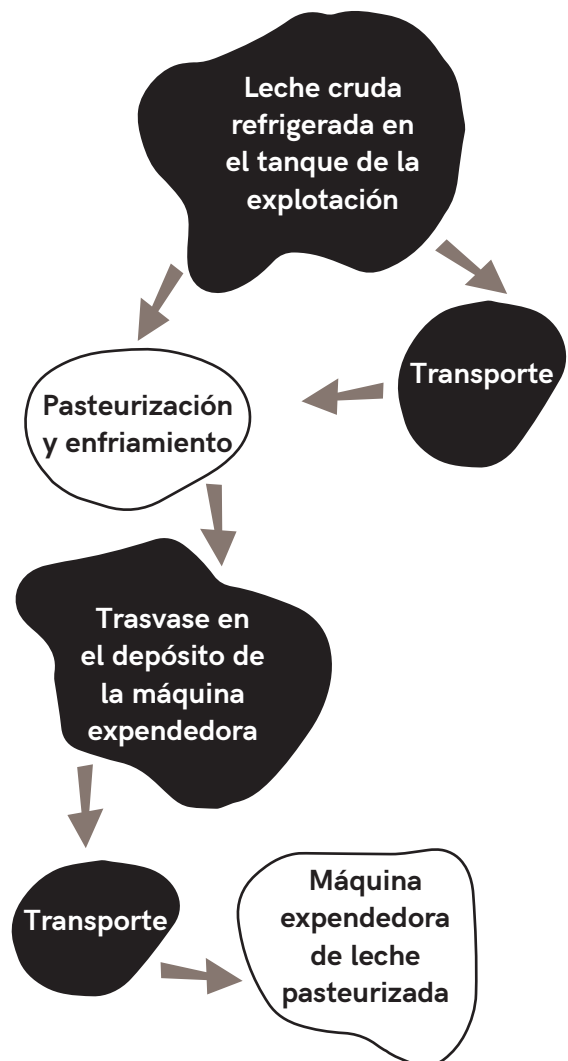 Leche cruda
refrigerada en
el tanque de la
explotación
Transporte
Pasteurización
y enfriamiento
Trasvase en
el depósito de
la máquina
expendedora
Transporte
Máquina
expendedora
de leche
pasteurizada